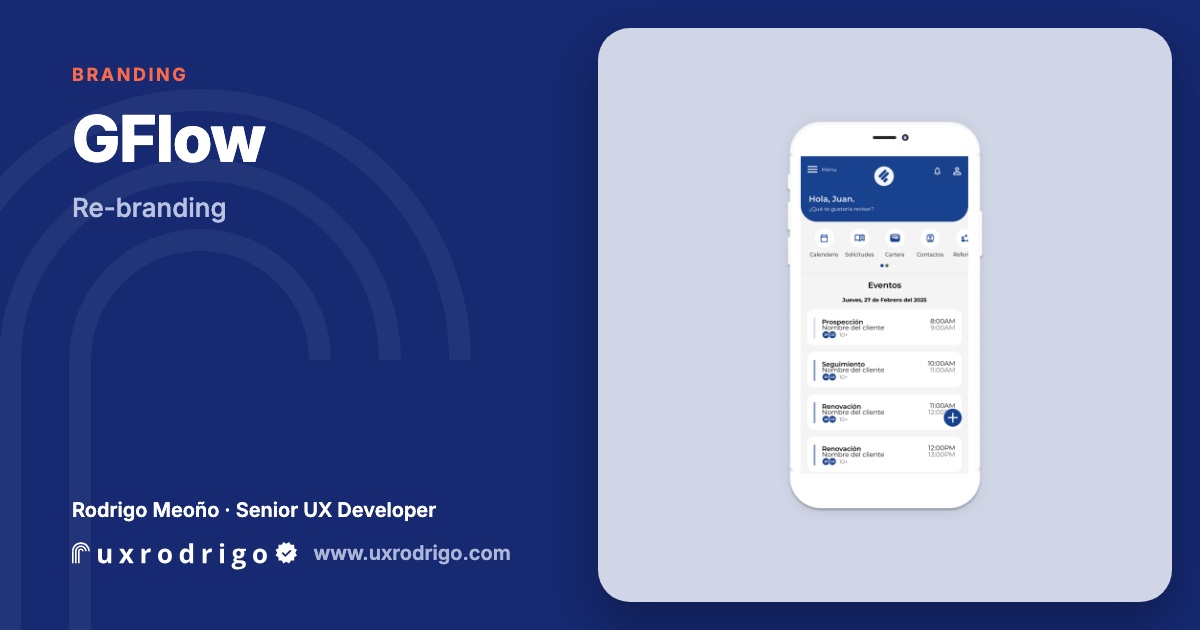 BRANDING
GFlow
Re-branding
Rodrigo Meoño · Senior UX Developer
uxrodrigo www.uxrodrigo.com
Menu
Hola, Juan.
¿Qué te gustaría revisar?
Calendario Solicitudes Cartera Contactos Referi
Eventos
Jueves, 27 de Febrero del 2025
Prospección 8:00AM
Nombre del cliente 9:00AM
10+
Seguimiento 10:00AM
Nombre del cliente 11:00AM
10+
Renovación 11:00AM
Nombre del cliente 12:00
10+
Renovación 12:00PM
Nombre del cliente 13:00PM
10+